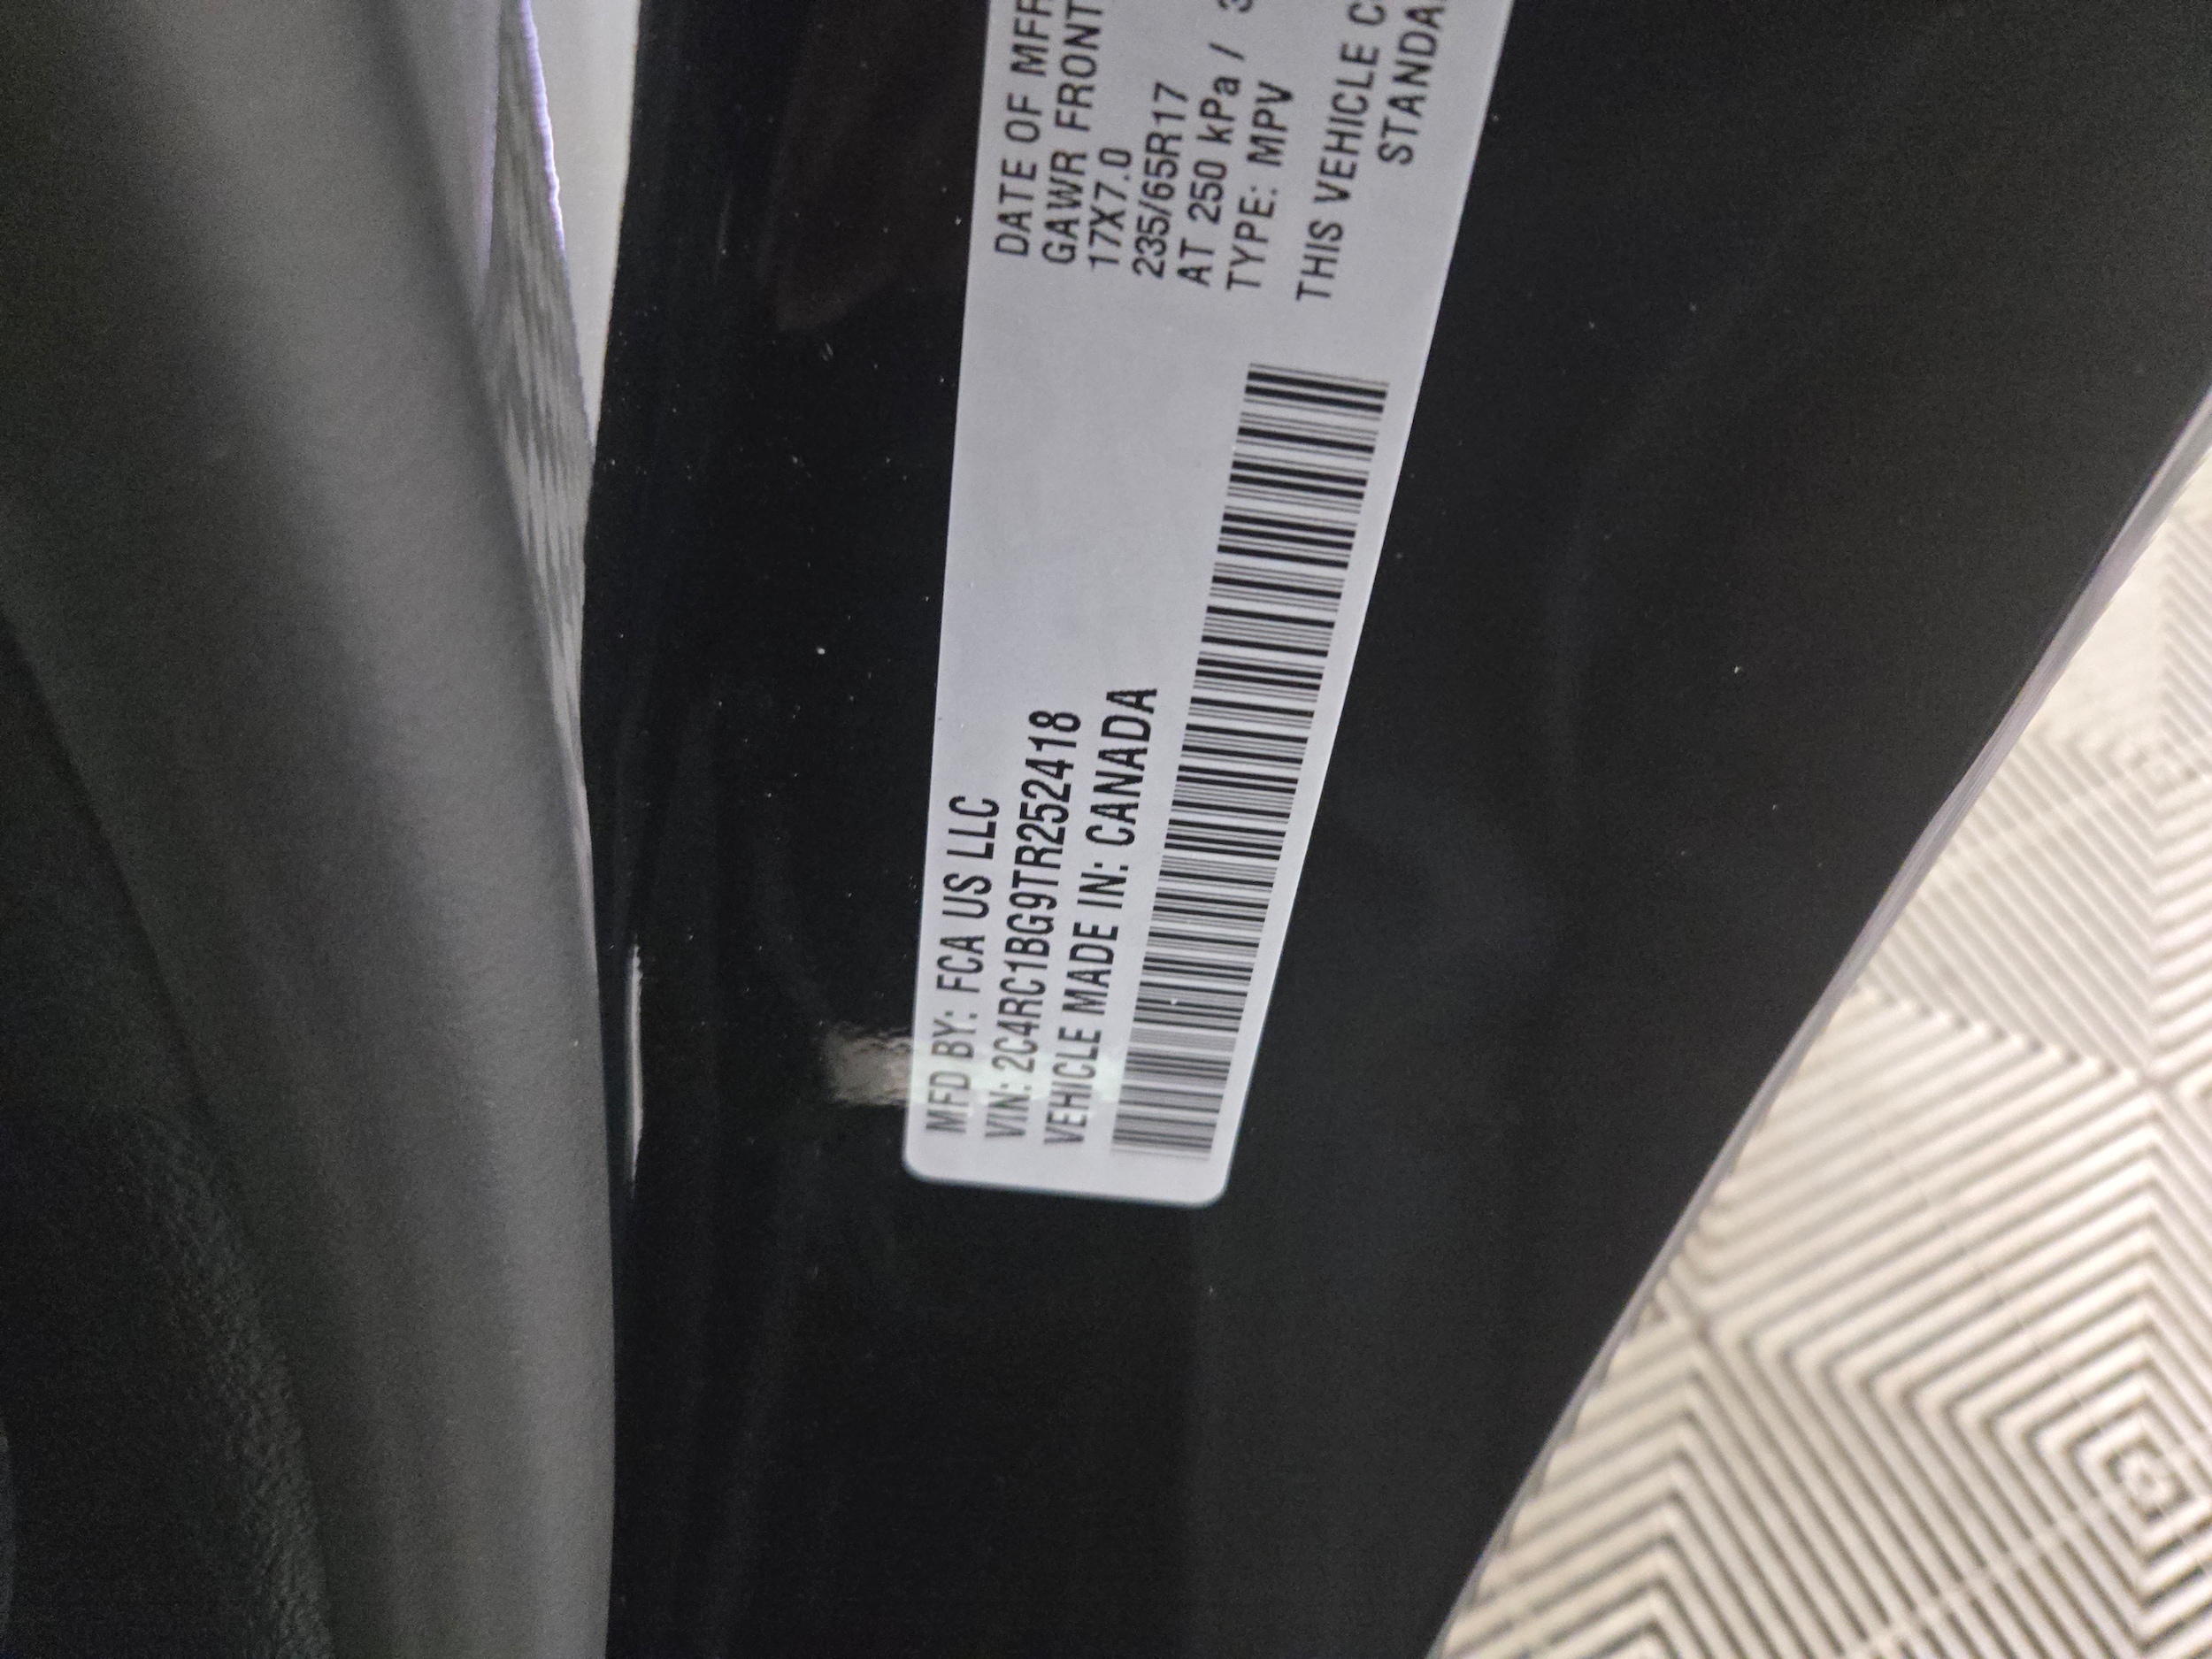 MFD BY: FCA US LLC
VIN: 2C4RC1BG9TR252418
VEHICLE MADE IN: CANADA
DATE OF MFR
GAWR FRONT
17X7.0
235/65R17
AT 250 kPa / 3
TYPE: MPV
THIS VEHICLE C
STANDA